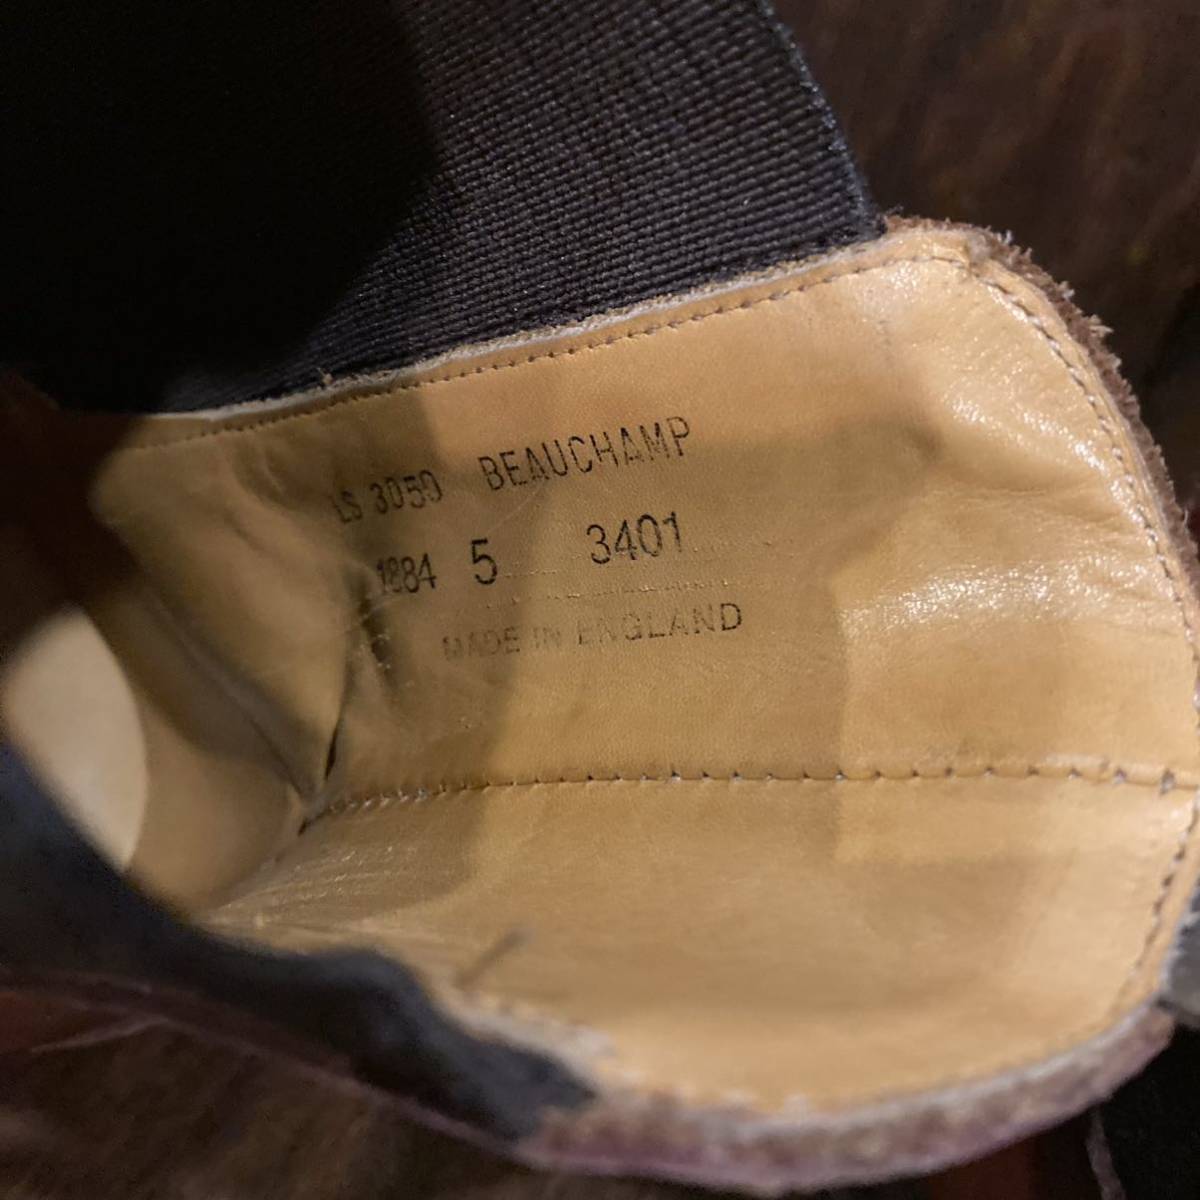 LS 3050 BEAUCHAMP
1884 5 3401
MADE IN ENGLAND